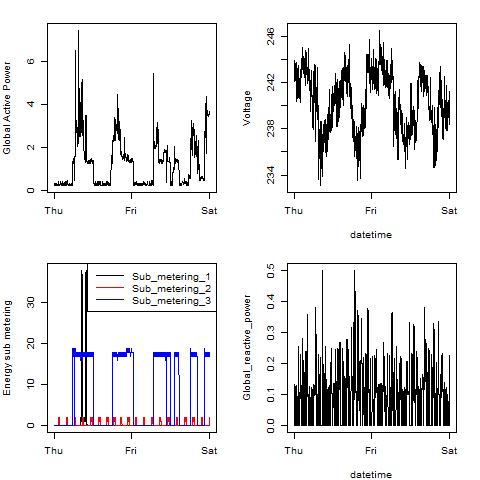 Global Active Power
0 2 4 6
Thu Fri Sat
Voltage
234 238 242 246
Thu Fri Sat
datetime
Energy sub metering
0 10 20 30
Sub_metering_1
Sub_metering_2
Sub_metering_3
Thu Fri Sat
Global_reactive_power
0.0 0.1 0.2 0.3 0.4 0.5
Thu Fri Sat
datetime